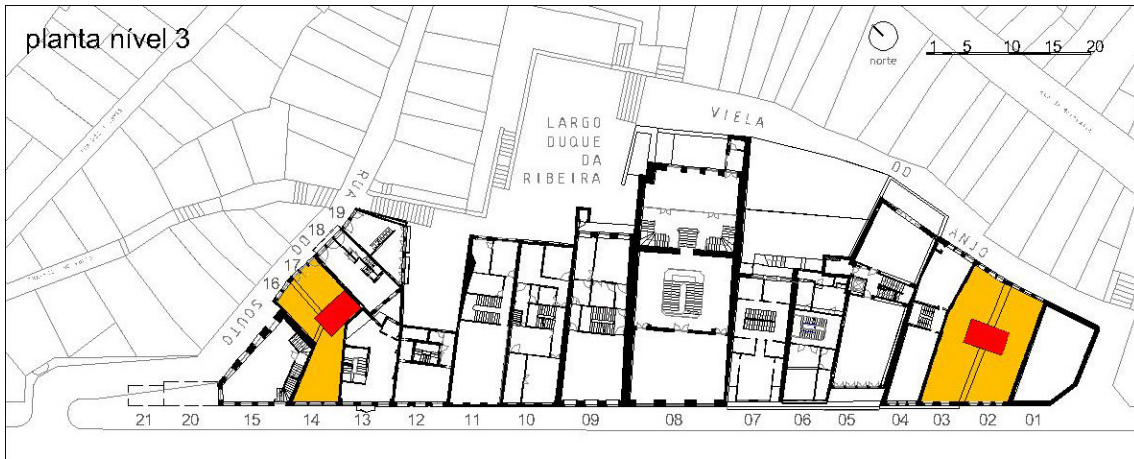 planta nível 3
norte
1 5 10 15 20
VIELA
DO
ANJO
LARGO
DUQUE
DA
RIBEIRA
RUA
DO
SOUTO
19
18
17
16
21 20 15 14 13 12 11 10 09 08 07 06 05 04 03 02 01